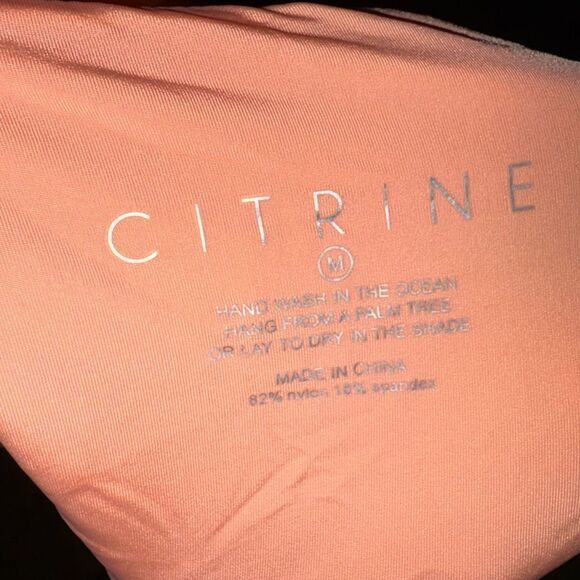 CITRINE
M
HAND WASH IN THE OCEAN
HANG FROM A PALM TREE
OR LAY TO DRY IN THE SHADE
MADE IN CHINA
82% nylon 18% spandex